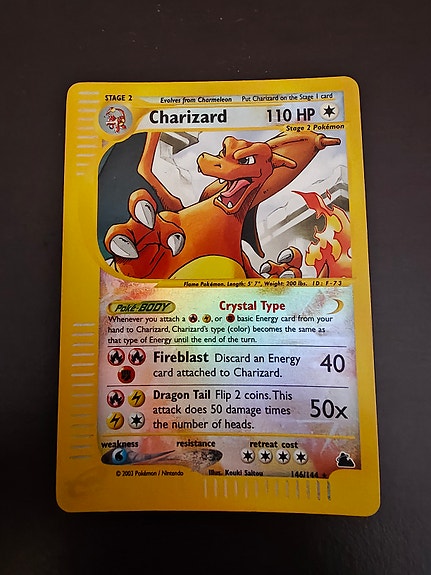 STAGE 2 Evolves from Charmeleon Put Charizard on the Stage 1 card
Charizard 110 HP
Stage 2 Pokémon
Flame Pokémon. Length: 5' 7", Weight: 200 lbs. ID: F-73
Poké-BODY Crystal Type
Whenever you attach a , , or basic Energy card from your
hand to Charizard, Charizard's type (color) becomes the same as
that type of Energy until the end of the turn.
Fireblast Discard an Energy
card attached to Charizard. 40
Dragon Tail Flip 2 coins. This
attack does 50 damage times
the number of heads. 50x
weakness resistance retreat cost
Illus. Kouki Saitou 146/144
© 2003 Pokémon / Nintendo